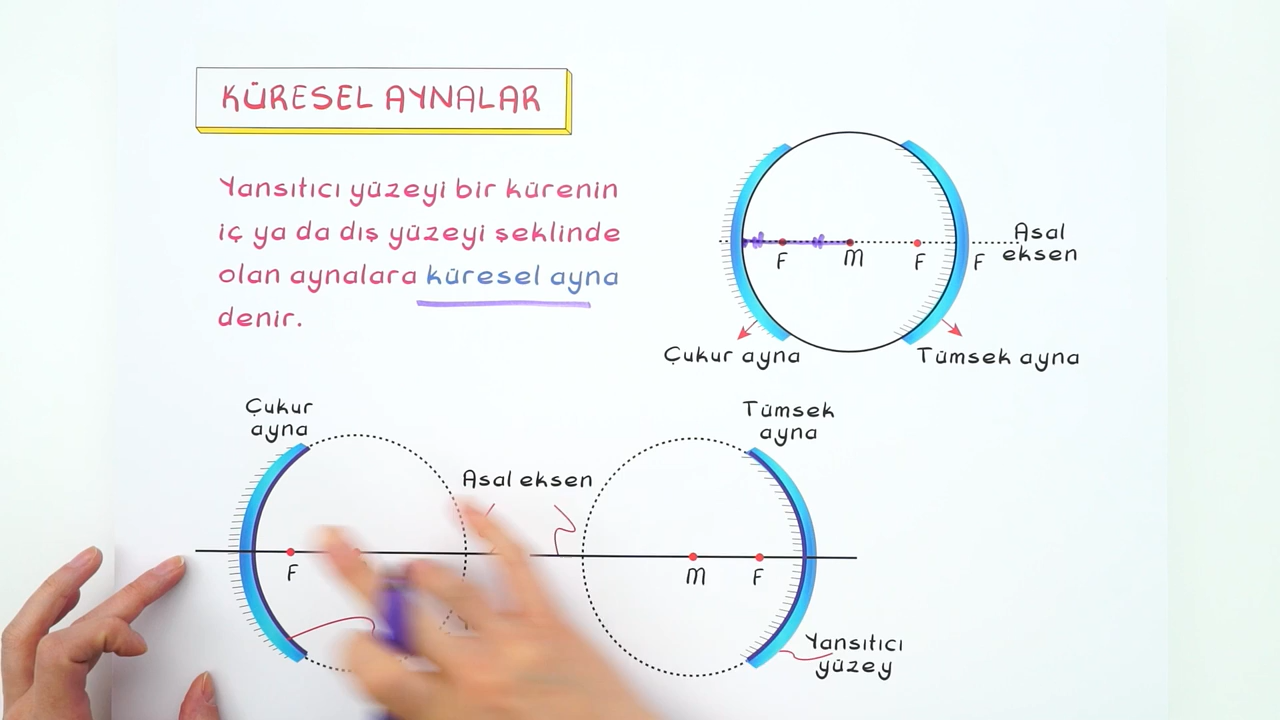 KÜRESEL AYNALAR
Yansıtıcı yüzeyi bir kürenin
iç ya da dış yüzeyi şeklinde
olan aynalara küresel ayna
denir.
F
M
F
F
Asal
eksen
Çukur ayna
Tümsek ayna
Çukur
ayna
Tümsek
ayna
Asal eksen
F
M
F
Yansıtıcı
yüzey